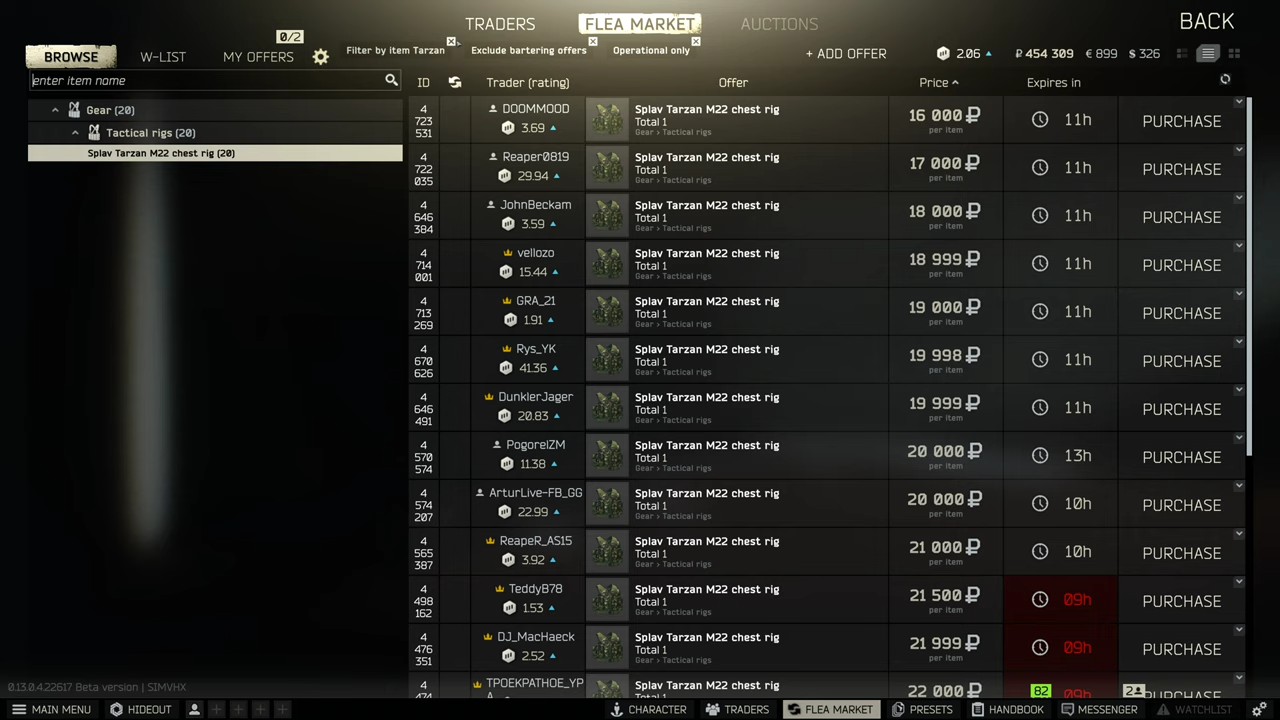 TRADERS FLEA MARKET AUCTIONS BACK
0/2
BROWSE W-LIST MY OFFERS Filter by item Tarzan Exclude bartering offers Operational only + ADD OFFER 2.06 ₽ 454 309 € 899 $ 326
enter item name
Gear (20)
Tactical rigs (20)
Splav Tarzan M22 chest rig (20)
ID Trader (rating) Offer Price Expires in
4 723 531 DOOMMOOD 3.69 Splav Tarzan M22 chest rig Total 1 Gear > Tactical rigs 16 000 ₽ per item 11h PURCHASE
4 722 035 Reaper0819 29.94 Splav Tarzan M22 chest rig Total 1 Gear > Tactical rigs 17 000 ₽ per item 11h PURCHASE
4 646 384 JohnBeckam 3.59 Splav Tarzan M22 chest rig Total 1 Gear > Tactical rigs 18 000 ₽ per item 11h PURCHASE
4 714 001 vellozo 15.44 Splav Tarzan M22 chest rig Total 1 Gear > Tactical rigs 18 999 ₽ per item 11h PURCHASE
4 713 269 GRA_21 1.91 Splav Tarzan M22 chest rig Total 1 Gear > Tactical rigs 19 000 ₽ per item 11h PURCHASE
4 670 626 Rys_YK 41.36 Splav Tarzan M22 chest rig Total 1 Gear > Tactical rigs 19 998 ₽ per item 11h PURCHASE
4 646 491 DunklerJager 20.83 Splav Tarzan M22 chest rig Total 1 Gear > Tactical rigs 19 999 ₽ per item 11h PURCHASE
4 570 574 PogorelZM 11.38 Splav Tarzan M22 chest rig Total 1 Gear > Tactical rigs 20 000 ₽ per item 13h PURCHASE
4 574 207 ArturLive-FB_GG 22.99 Splav Tarzan M22 chest rig Total 1 Gear > Tactical rigs 20 000 ₽ per item 10h PURCHASE
4 565 387 ReapeR_AS15 3.92 Splav Tarzan M22 chest rig Total 1 Gear > Tactical rigs 21 000 ₽ per item 10h PURCHASE
4 498 162 TeddyB78 1.53 Splav Tarzan M22 chest rig Total 1 Gear > Tactical rigs 21 500 ₽ per item 09h PURCHASE
4 476 351 DJ_MacHaeck 2.52 Splav Tarzan M22 chest rig Total 1 Gear > Tactical rigs 21 999 ₽ per item 09h PURCHASE
4 TPOEKPATHOE_YP Splav Tarzan M22 chest rig Total 1 22 000 ₽ 09h PURCHASE
0.13.0.4.22617 Beta version | SIMVHX
82 2
MAIN MENU HIDEOUT CHARACTER TRADERS FLEA MARKET PRESETS HANDBOOK MESSENGER WATCHLIST